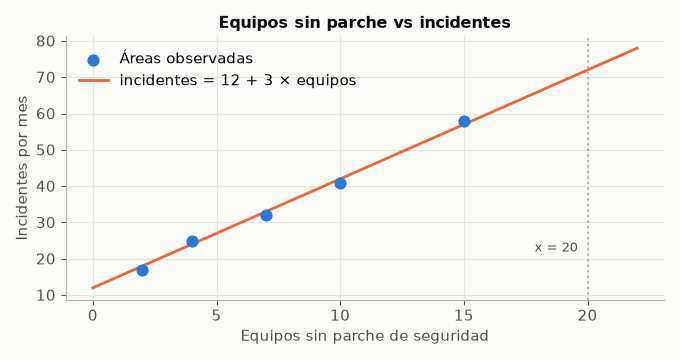 Equipos sin parche vs incidentes
Áreas observadas
incidentes = 12 + 3 × equipos
Incidentes por mes
80
70
60
50
40
30
20
10
x = 20
0
5
10
15
20
Equipos sin parche de seguridad